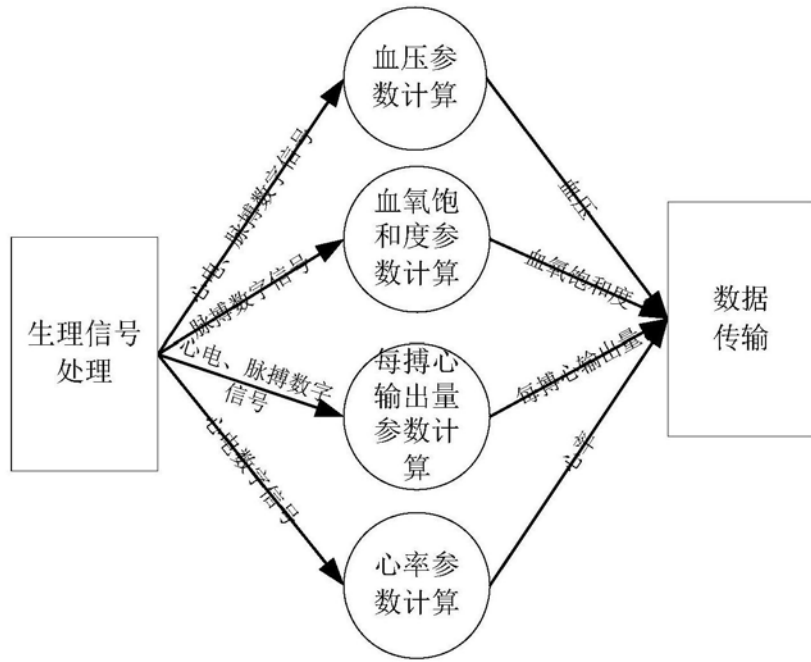 血压参
数计算
心电、脉搏数字信号
血压
血氧饱
和度参
数计算
脉搏数字信号
血氧饱和度
生理信号
处理
数据
传输
心电、脉搏数字
信号
每搏心
输出量
参数计
算
每搏心输出量
心电数字信号
心率
心率参
数计算